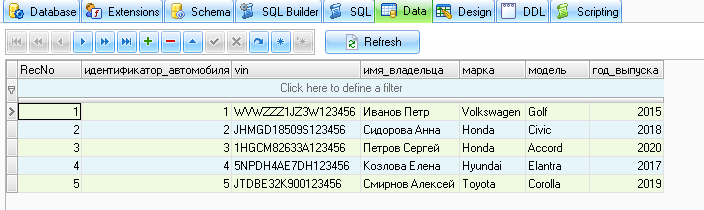 Database Extensions Schema SQL Builder SQL Data Design DDL Scripting
Refresh
RecNo идентификатор_автомобиля vin имя_владельца марка модель год_выпуска
Click here to define a filter
1 1 WVWZZZ1JZ3W123456 Иванов Петр Volkswagen Golf 2015
2 2 JHMGD18509S123456 Сидорова Анна Honda Civic 2018
3 3 1HGCM82633A123456 Петров Сергей Honda Accord 2020
4 4 5NPDH4AE7DH123456 Козлова Елена Hyundai Elantra 2017
5 5 JTDBE32K900123456 Смирнов Алексей Toyota Corolla 2019